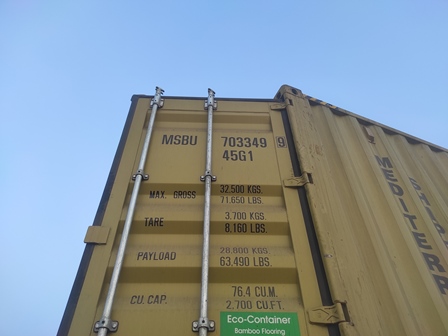 MSBU 703349 9
45G1
MAX. GROSS 32.500 KGS.
71.650 LBS.
TARE 3.700 KGS.
8.160 LBS.
PAYLOAD 28.800 KGS.
63.490 LBS.
CU. CAP. 76.4 CU.M.
2.700 CU.FT.
Eco-Container
Bamboo Flooring
MEDITERR
SHIP